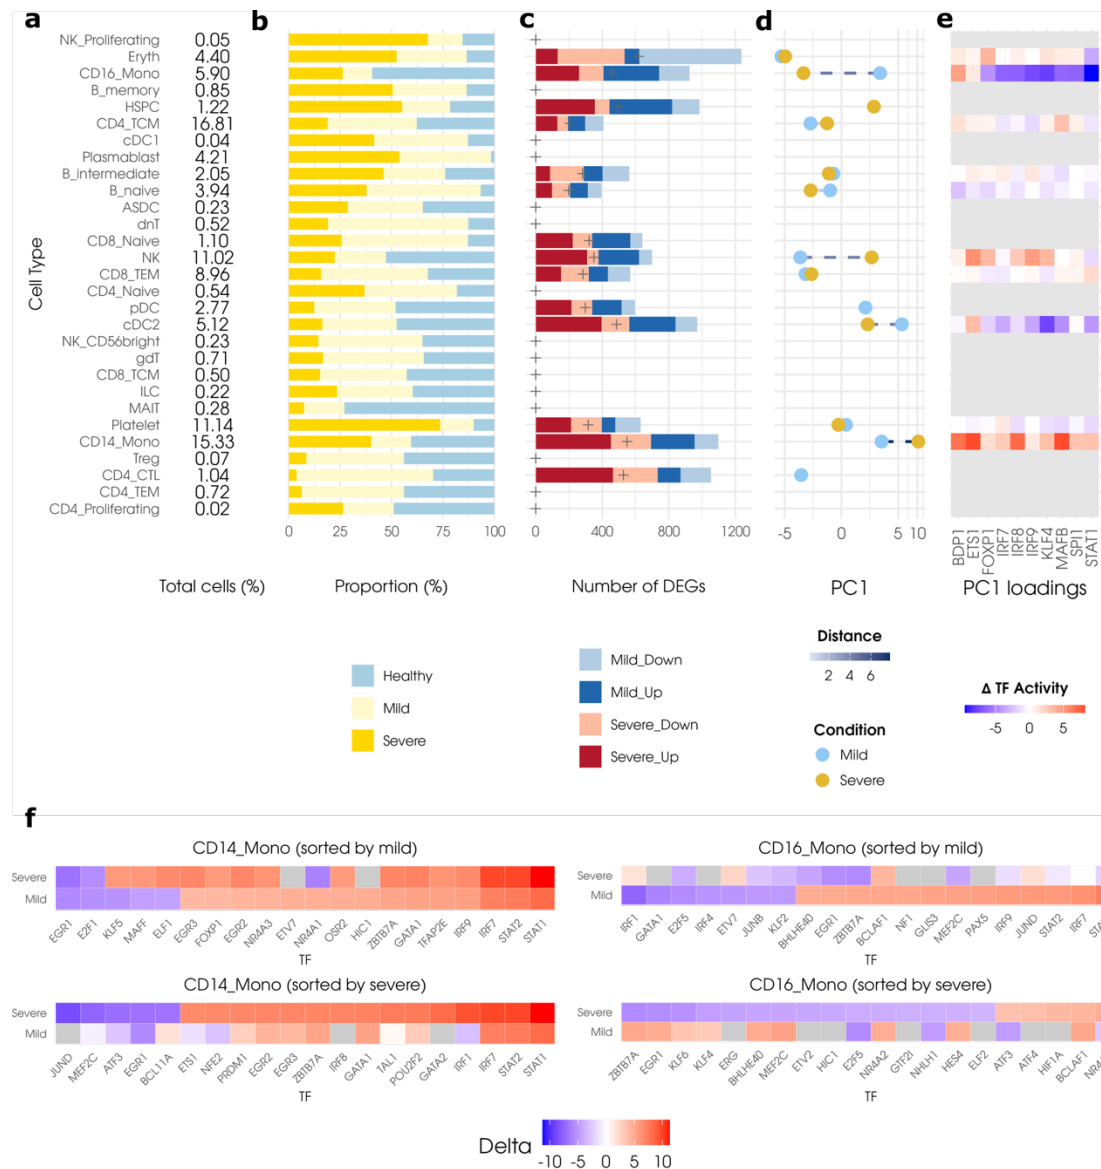 a b c d e
NK_Proliferating 0.05
Eryth 4.40
CD16_Mono 5.90
B_memory 0.85
HSPC 1.22
CD4_TCM 16.81
cDC1 0.04
Plasmablast 4.21
B_intermediate 2.05
B_naive 3.94
ASDC 0.23
dnT 0.52
CD8_Naive 1.10
NK 11.02
CD8_TEM 8.96
CD4_Naive 0.54
pDC 2.77
cDC2 5.12
NK_CD56bright 0.23
gdT 0.71
CD8_TCM 0.50
ILC 0.22
MAIT 0.28
Platelet 11.14
CD14_Mono 15.33
Treg 0.07
CD4_CTL 1.04
CD4_TEM 0.72
CD4_Proliferating 0.02
Cell Type
0 25 50 75 100
0 400 800 1200
-5 0 5 10
BDP1 ETS1 FOXP1 IRF7 IRF8 IRF9 KLF4 MAFB SPI1 STAT1
Total cells (%) Proportion (%) Number of DEGs PC1 PC1 loadings
Healthy
Mild
Severe
Mild_Down
Mild_Up
Severe_Down
Severe_Up
Distance
2 4 6
Condition
Mild
Severe
Δ TF Activity
-5 0 5
f
CD14_Mono (sorted by mild)
Severe
Mild
EGR1 E2F1 KLF5 MAFF ELF1 EGR3 FOXP1 EGR2 NR4A3 ETV7 NR4A1 OSR2 HIC1 ZBTB7A GATA1 TFAP2E IRF9 IRF7 STAT2 STAT1
TF
CD16_Mono (sorted by mild)
Severe
Mild
IRF1 GATA1 E2F5 IRF4 ETV7 JUNB KLF2 BHLHE40 EGR1 ZBTB7A BCLAF1 NF1 GLIS3 MEF2C PAX5 IRF9 JUND STAT2 IRF7 STA
TF
CD14_Mono (sorted by severe)
Severe
Mild
JUND MEF2C ATF3 EGR1 BCL11A ETS1 NFE2 PRDM1 EGR2 EGR3 ZBTB7A IRF8 GATA1 TAL1 POU2F2 GATA2 IRF1 IRF7 STAT2 STAT1
TF
CD16_Mono (sorted by severe)
Severe
Mild
ZBTB7A EGR1 KLF6 KLF4 ERG BHLHE40 MEF2C ETV2 HIC1 E2F5 NR4A2 GTF2I NHLH1 HES4 ELF2 ATF3 ATF4 HIF1A BCLAF1 NR4
TF
Delta
-10 -5 0 5 10